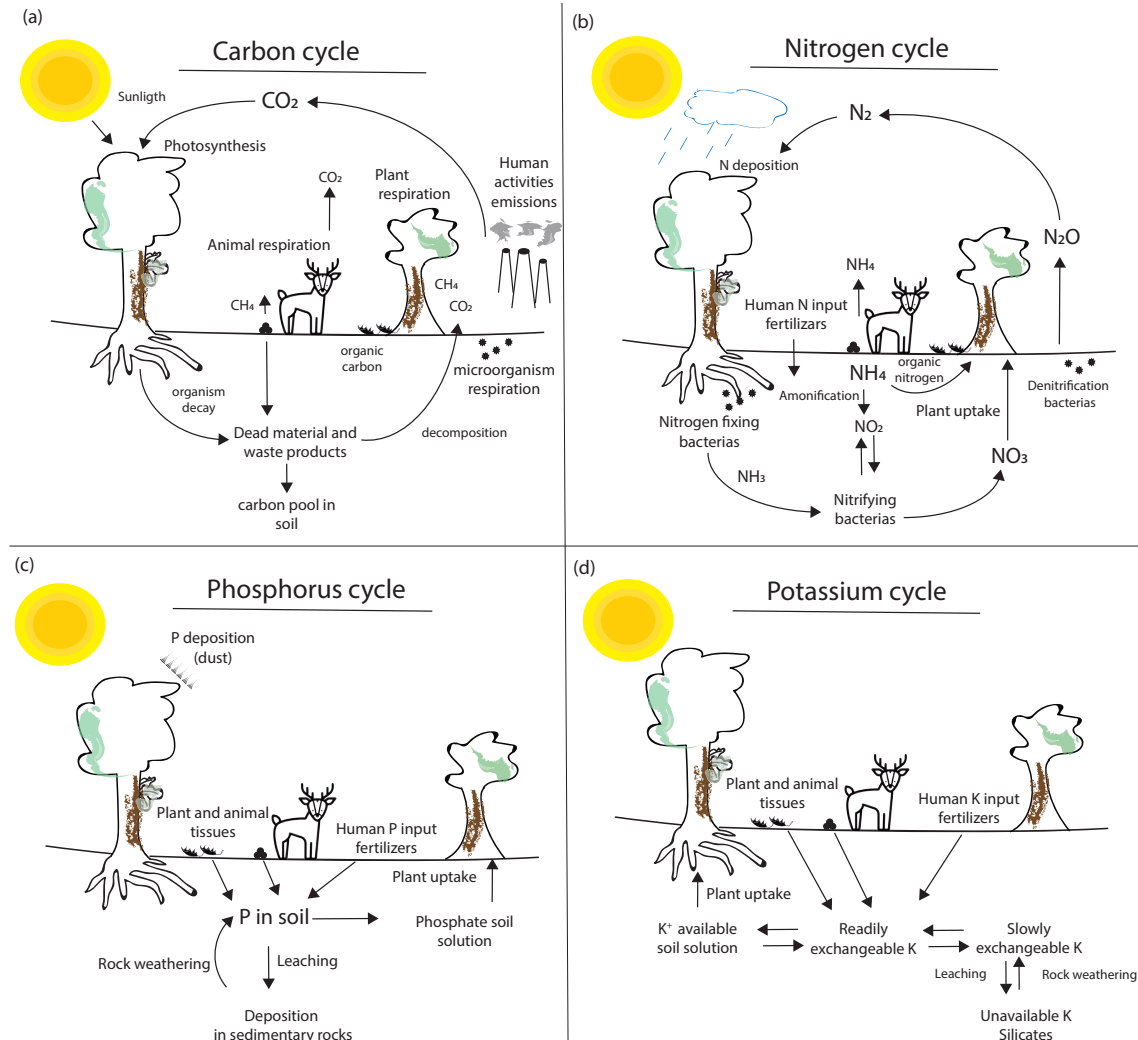 (a)
Carbon cycle
Sunligth
CO₂
Photosynthesis
CO₂
Plant
respiration
Human
activities
emissions
Animal respiration
CH₄
CH₄
CO₂
organic
carbon
microorganism
respiration
organism
decay
Dead material and
waste products
decomposition
carbon pool in
soil
(b)
Nitrogen cycle
N₂
N deposition
N₂O
NH₄
Human N input
fertilizars
organic
nitrogen
NH₄
Amonification
Plant uptake
Denitrification
bacterias
Nitrogen fixing
bacterias
NO₂
NO₃
NH₃
Nitrifying
bacterias
(c)
Phosphorus cycle
P deposition
(dust)
Plant and animal
tissues
Human P input
fertilizers
Plant uptake
P in soil
Phosphate soil
solution
Rock weathering
Leaching
Deposition
in sedimentary rocks
(d)
Potassium cycle
Plant and animal
tissues
Human K input
fertilizers
Plant uptake
K⁺ available
soil solution
Readily
exchangeable K
Slowly
exchangeable K
Leaching
Rock weathering
Unavailable K
Silicates